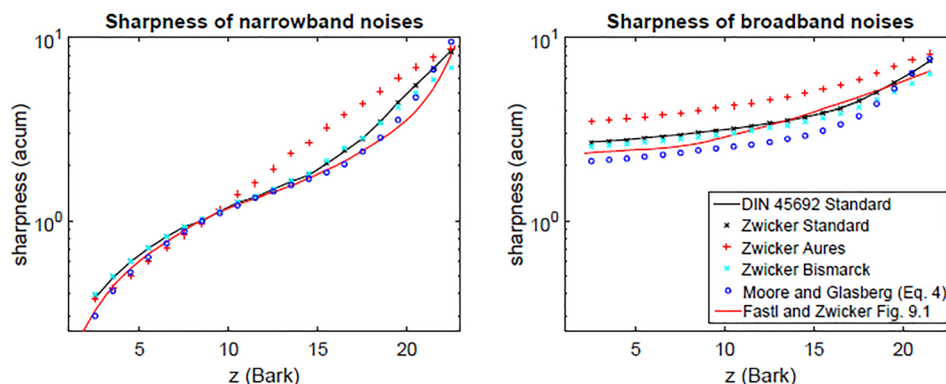 Sharpness of narrowband noises
10^1
10^0
sharpness (acum)
5
10
15
20
z (Bark)
Sharpness of broadband noises
10^1
10^0
sharpness (acum)
5
10
15
20
z (Bark)
DIN 45692 Standard
Zwicker Standard
Zwicker Aures
Zwicker Bismarck
Moore and Glasberg (Eq. 4)
Fastl and Zwicker Fig. 9.1